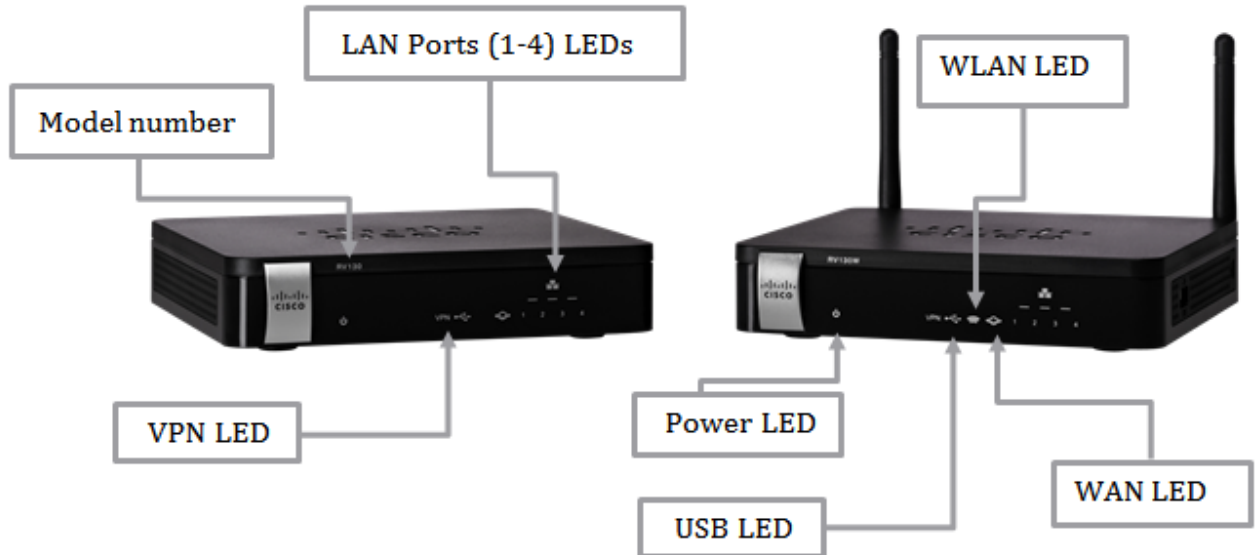 LAN Ports (1-4) LEDs
WLAN LED
Model number
CISCO
RV130
CISCO
VPN
1 2 3 4
RV130W
CISCO
VPN
1 2 3 4
VPN LED
Power LED
WAN LED
USB LED